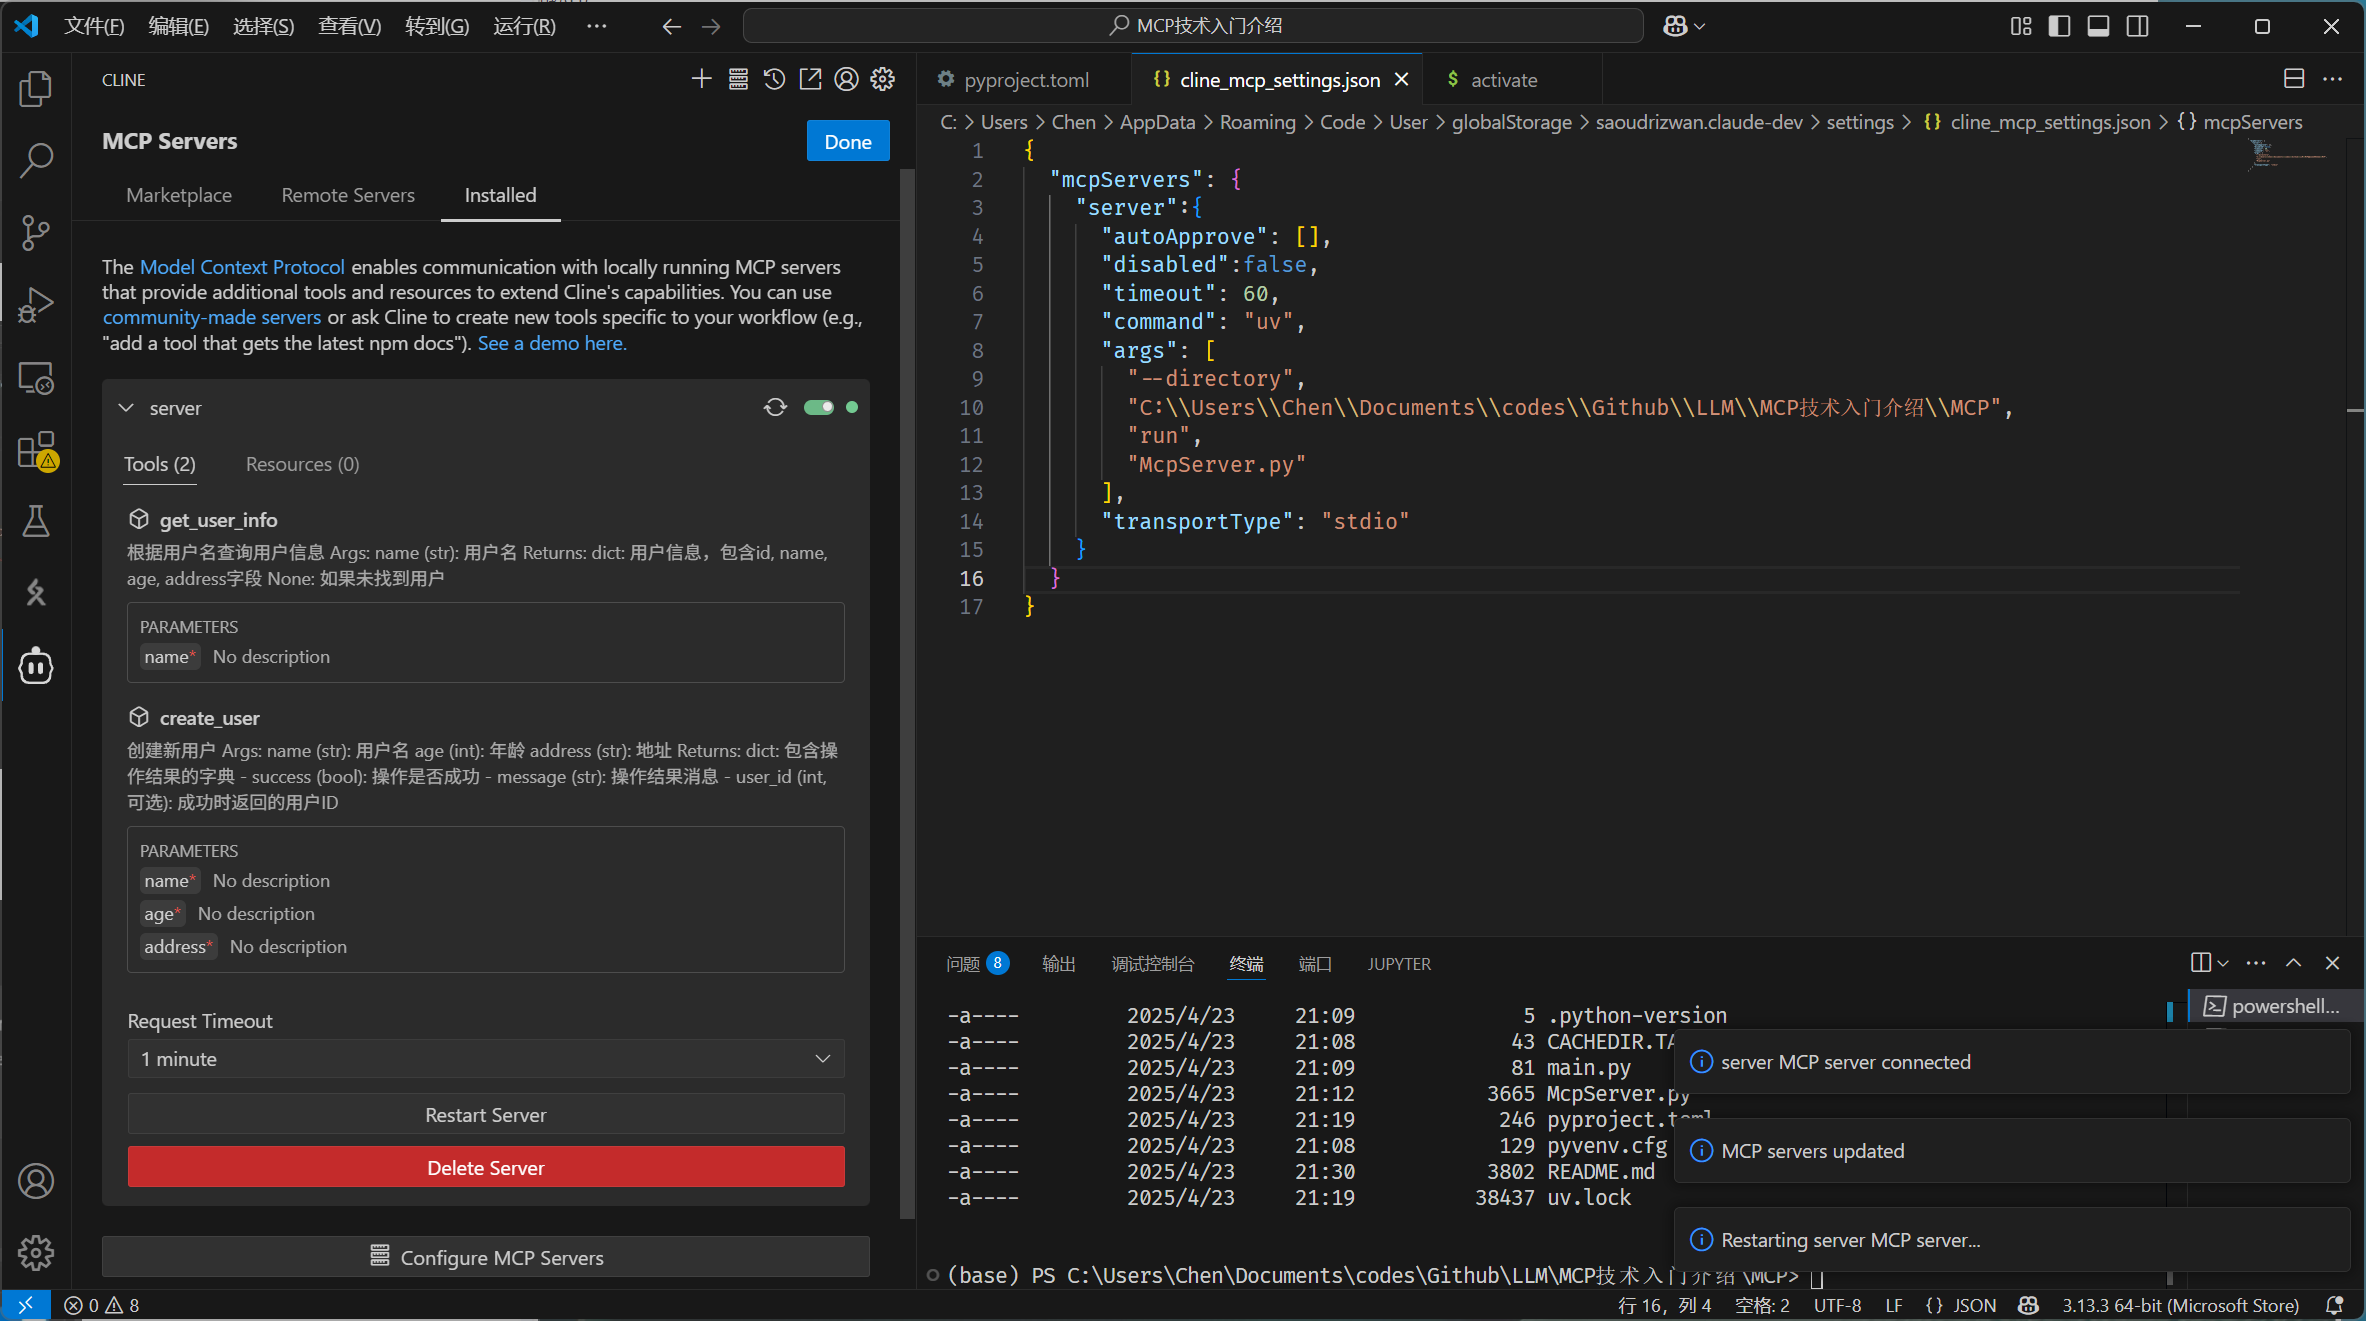 文件(F) 编辑(E) 选择(S) 查看(V) 转到(G) 运行(R) ··· MCP技术入门介绍
CLINE
MCP Servers
Done
Marketplace Remote Servers Installed
The Model Context Protocol enables communication with locally running MCP servers
that provide additional tools and resources to extend Cline's capabilities. You can use
community-made servers or ask Cline to create new tools specific to your workflow (e.g.,
"add a tool that gets the latest npm docs"). See a demo here.
server
Tools (2) Resources (0)
get_user_info
根据用户名查询用户信息 Args: name (str): 用户名 Returns: dict: 用户信息，包含id, name,
age, address字段 None: 如果未找到用户
PARAMETERS
name* No description
create_user
创建新用户 Args: name (str): 用户名 age (int): 年龄 address (str): 地址 Returns: dict: 包含操
作结果的字典 - success (bool): 操作是否成功 - message (str): 操作结果消息 - user_id (int,
可选): 成功时返回的用户ID
PARAMETERS
name* No description
age* No description
address* No description
Request Timeout
1 minute
Restart Server
Delete Server
Configure MCP Servers
pyproject.toml {} cline_mcp_settings.json $ activate
C: > Users > Chen > AppData > Roaming > Code > User > globalStorage > saoudrizwan.claude-dev > settings > {} cline_mcp_settings.json > {} mcpServers
1 {
2 "mcpServers": {
3 "server":{
4 "autoApprove": [],
5 "disabled":false,
6 "timeout": 60,
7 "command": "uv",
8 "args": [
9 "--directory",
10 "C:\\Users\\Chen\\Documents\\codes\\Github\\LLM\\MCP技术入门介绍\\MCP",
11 "run",
12 "McpServer.py"
13 ],
14 "transportType": "stdio"
15 }
16 }
17 }
问题 8 输出 调试控制台 终端 端口 JUPYTER
powershell...
-a---- 2025/4/23 21:09 5 .python-version
-a---- 2025/4/23 21:08 43 CACHEDIR.TA
-a---- 2025/4/23 21:09 81 main.py
-a---- 2025/4/23 21:12 3665 McpServer.py
-a---- 2025/4/23 21:19 246 pyproject.toml
-a---- 2025/4/23 21:08 129 pyvenv.cfg
-a---- 2025/4/23 21:30 3802 README.md
-a---- 2025/4/23 21:19 38437 uv.lock
(base) PS C:\Users\Chen\Documents\codes\Github\LLM\MCP技术入门介绍\MCP>
server MCP server connected
MCP servers updated
Restarting server MCP server...
0 8 行 16，列 4 空格: 2 UTF-8 LF {} JSON 3.13.3 64-bit (Microsoft Store)